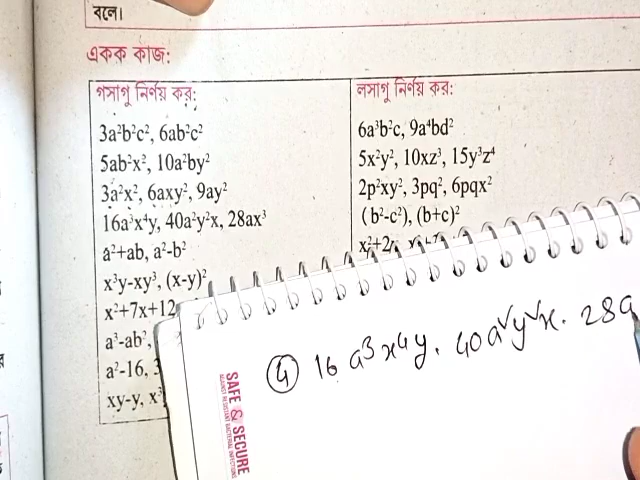 বলে।
একক কাজ:
গসাগু নির্ণয় কর:
3a²b²c², 6ab²c²
5ab²x², 10a²by²
3a²x², 6axy², 9ay²
16a³x⁴y, 40a²y²x, 28ax³
a²+ab, a²-b²
x³y-xy³, (x-y)²
x²+7x+12,
a³-ab²,
a²-16, 3
xy-y, x³
লসাগু নির্ণয় কর:
6a³b²c, 9a⁴bd²
5x²y², 10xz³, 15y³z⁴
2p²xy², 3pq², 6pqx²
(b²-c²), (b+c)²
④ 16 a³x⁴y. 40a²y²x. 28a
SAFE & SECURE